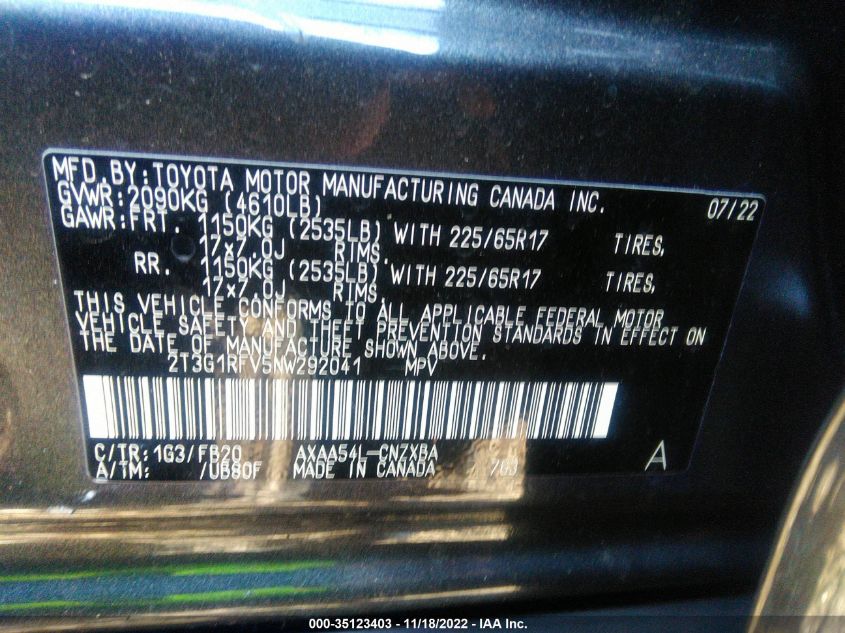 MFD. BY: TOYOTA MOTOR MANUFACTURING CANADA INC. 07/22
GVWR: 2090KG (4610LB)
GAWR: FRT. 1150KG (2535LB) WITH 225/65R17 TIRES,
17x7.0J RIMS,
RR. 1150KG (2535LB) WITH 225/65R17 TIRES,
17x7.0J RIMS,
THIS VEHICLE CONFORMS TO ALL APPLICABLE FEDERAL MOTOR
VEHICLE SAFETY AND THEFT PREVENTION STANDARDS IN EFFECT ON
THE DATE OF MANUFACTURE SHOWN ABOVE.
2T3G1RFV5NW292041 MPV
C/TR: 1G3/FB20 AXAA54L-CNZXBA
A/TM: /UB80F MADE IN CANADA A
000-35123403 - 11/18/2022 - IAA Inc.